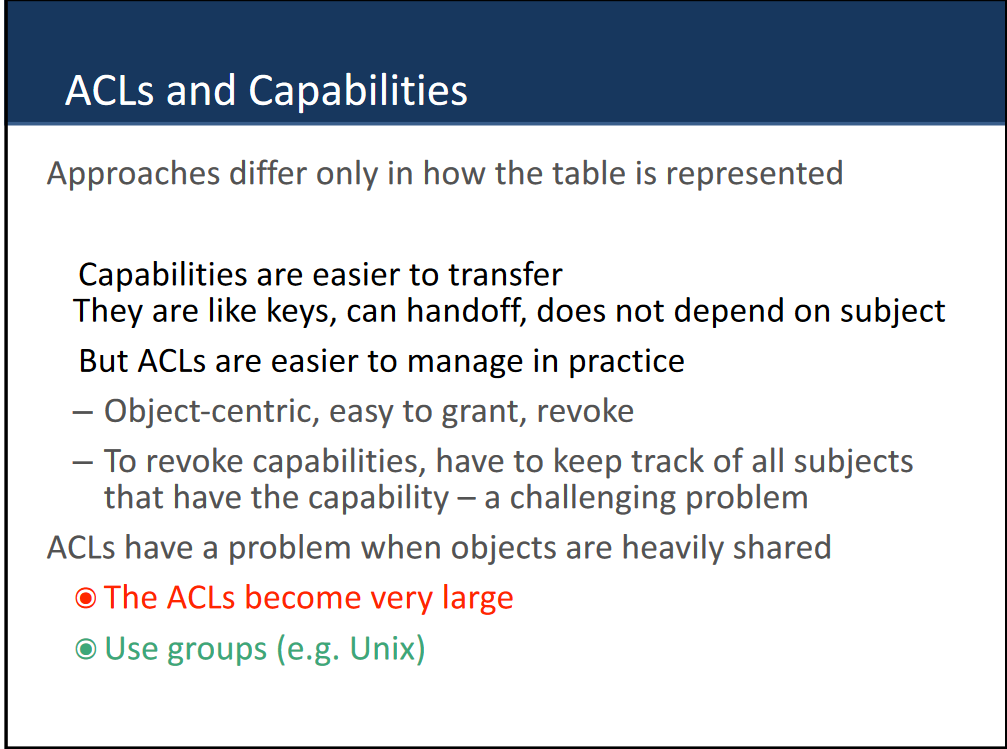 ACLs and Capabilities
Approaches differ only in how the table is represented
Capabilities are easier to transfer
They are like keys, can handoff, does not depend on subject
But ACLs are easier to manage in practice
– Object-centric, easy to grant, revoke
– To revoke capabilities, have to keep track of all subjects
that have the capability – a challenging problem
ACLs have a problem when objects are heavily shared
◉ The ACLs become very large
◉ Use groups (e.g. Unix)